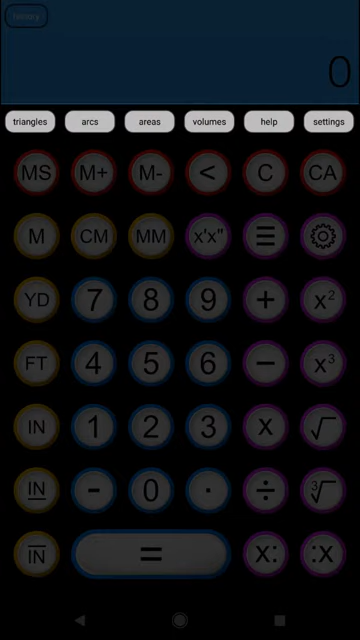 history
0
triangles arcs areas volumes help settings
MS M+ M- < C CA
M CM MM x'x"
YD 7 8 9 + x²
FT 4 5 6 − x³
IN 1 2 3 x √
IN - 0 . ÷ ³√
IN = x: :x